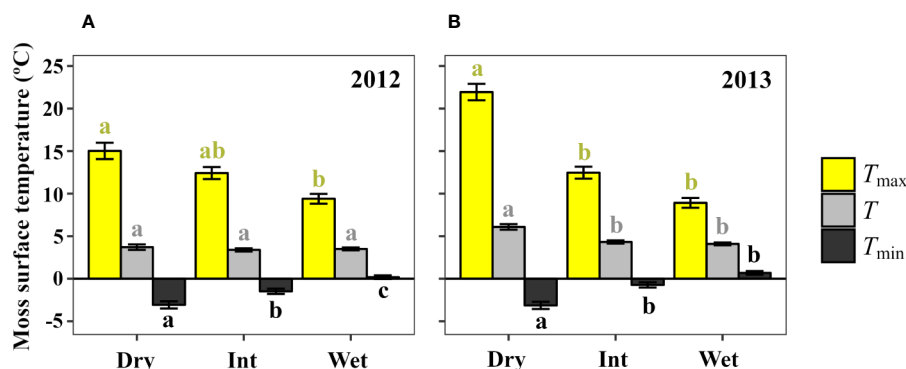 A
B
Moss surface temperature (ºC)
25
20
15
10
5
0
-5
2012
a
ab
b
a
a
a
a
b
c
Dry
Int
Wet
2013
a
b
b
a
b
b
a
b
b
Dry
Int
Wet
Tmax
T
Tmin